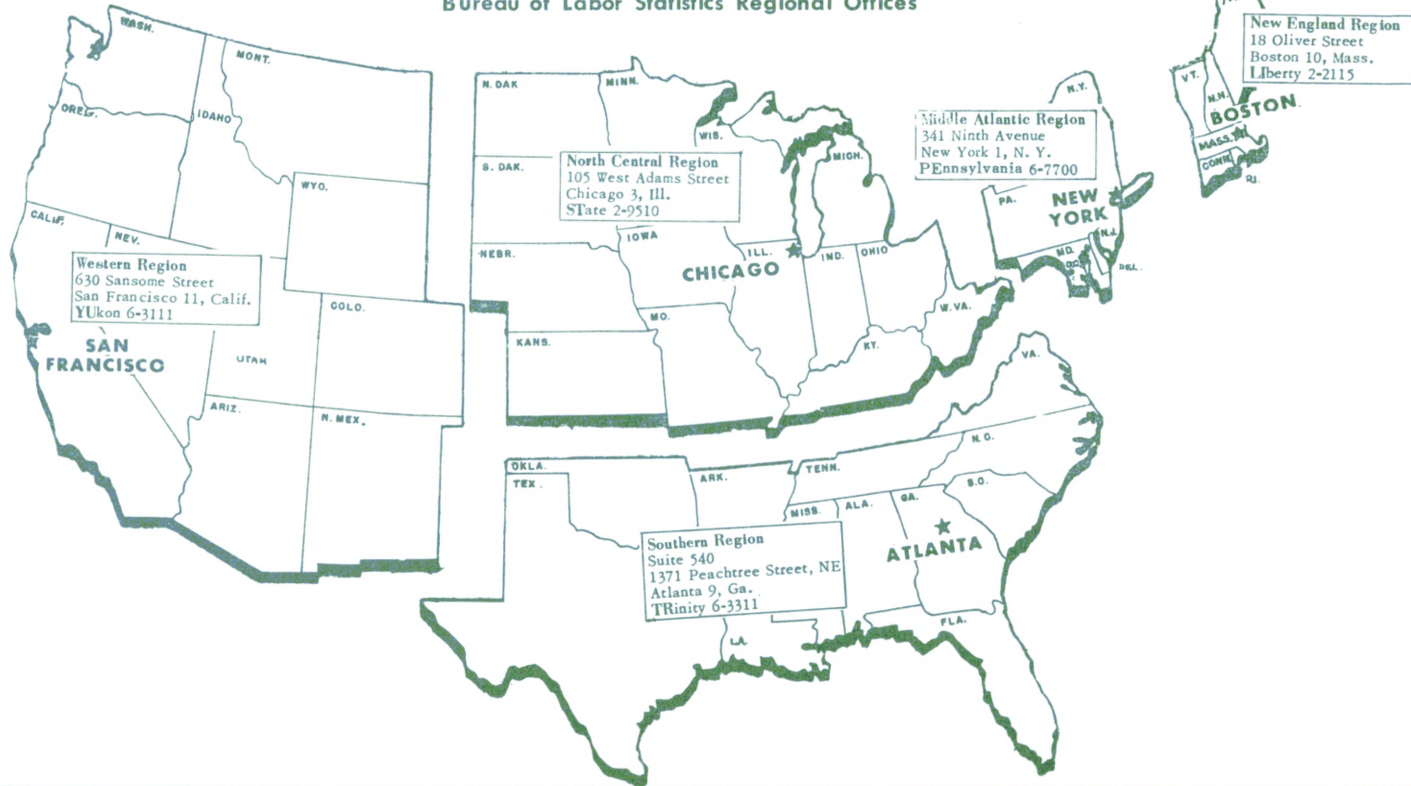 Bureau of Labor Statistics Regional Offices
New England Region
18 Oliver Street
Boston 10, Mass.
LIberty 2-2115
WASH.
MONT.
OREG.
IDAHO
WYO.
CALIF.
NEV.
Western Region
630 Sansome Street
San Francisco 11, Calif.
YUkon 6-3111
COLO.
SAN
FRANCISCO
UTAH
ARIZ.
N. MEX.
N. DAK
MINN.
WIS.
S. DAK.
MICH.
North Central Region
105 West Adams Street
Chicago 3, Ill.
STate 2-9510
NEBR.
IOWA
ILL.
IND.
OHIO
CHICAGO
MO.
W. VA.
KANS.
KY.
N.Y.
Middle Atlantic Region
341 Ninth Avenue
New York 1, N. Y.
PEnnsylvania 6-7700
PA.
NEW
YORK
N.J.
MD.
D.C.
DEL.
VT.
N.H.
BOSTON
MASS.
CONN.
R.I.
VA.
N. C.
OKLA.
TEX.
ARK.
TENN.
S.C.
MISS.
ALA.
GA.
ATLANTA
Southern Region
Suite 540
1371 Peachtree Street, NE
Atlanta 9, Ga.
TRinity 6-3311
LA.
FLA.